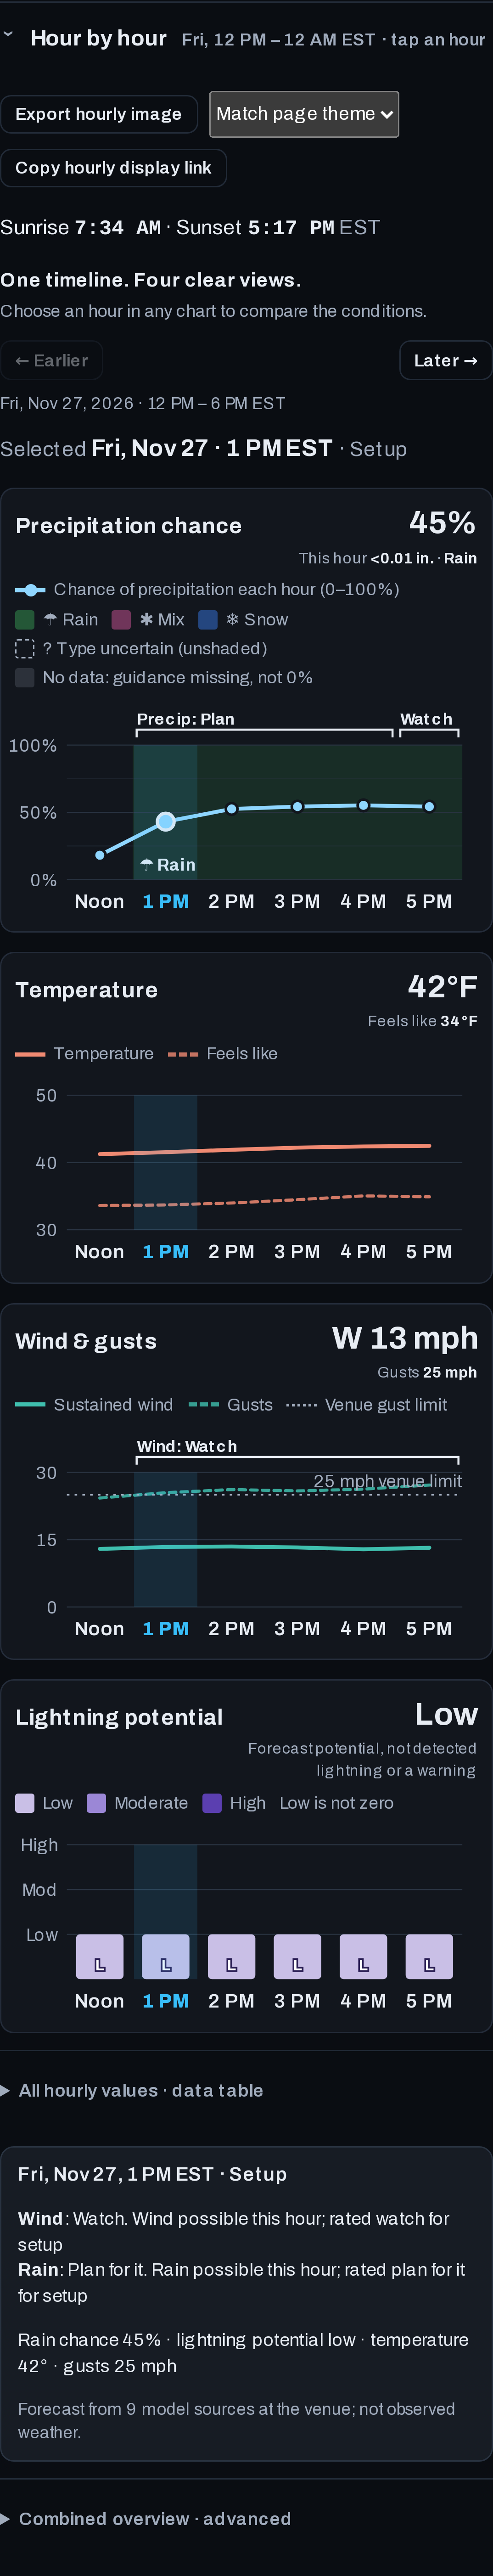 Hour by hour Fri, 12 PM – 12 AM EST · tap an hour
Export hourly image Match page theme
Copy hourly display link
Sunrise 7:34 AM · Sunset 5:17 PM EST
One timeline. Four clear views.
Choose an hour in any chart to compare the conditions.
← Earlier Later →
Fri, Nov 27, 2026 · 12 PM – 6 PM EST
Selected Fri, Nov 27 · 1 PM EST · Setup
Precipitation chance 45%
This hour <0.01 in. · Rain
Chance of precipitation each hour (0–100%)
☂ Rain ✱ Mix ❄ Snow
? Type uncertain (unshaded)
No data: guidance missing, not 0%
Precip: Plan Watch
100%
50%
0%
☂ Rain
Noon 1 PM 2 PM 3 PM 4 PM 5 PM
Temperature 42°F
Feels like 34°F
Temperature Feels like
50
40
30
Noon 1 PM 2 PM 3 PM 4 PM 5 PM
Wind & gusts W 13 mph
Gusts 25 mph
Sustained wind Gusts Venue gust limit
Wind: Watch
30
25 mph venue limit
15
0
Noon 1 PM 2 PM 3 PM 4 PM 5 PM
Lightning potential Low
Forecast potential, not detected
lightning or a warning
Low Moderate High Low is not zero
High
Mod
Low
L L L L L L
Noon 1 PM 2 PM 3 PM 4 PM 5 PM
All hourly values · data table
Fri, Nov 27, 1 PM EST · Setup
Wind: Watch. Wind possible this hour; rated watch for
setup
Rain: Plan for it. Rain possible this hour; rated plan for it
for setup
Rain chance 45% · lightning potential low · temperature
42° · gusts 25 mph
Forecast from 9 model sources at the venue; not observed
weather.
Combined overview · advanced